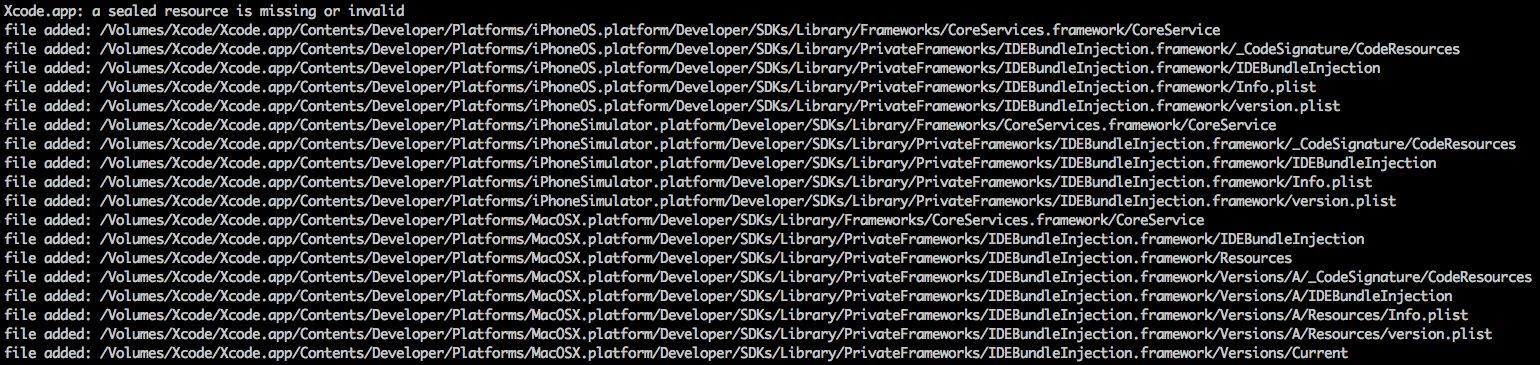 Xcode.app: a sealed resource is missing or invalid
file added: /Volumes/Xcode/Xcode.app/Contents/Developer/Platforms/iPhoneOS.platform/Developer/SDKs/Library/Frameworks/CoreServices.framework/CoreService
file added: /Volumes/Xcode/Xcode.app/Contents/Developer/Platforms/iPhoneOS.platform/Developer/SDKs/Library/PrivateFrameworks/IDEBundleInjection.framework/_CodeSignature/CodeResources
file added: /Volumes/Xcode/Xcode.app/Contents/Developer/Platforms/iPhoneOS.platform/Developer/SDKs/Library/PrivateFrameworks/IDEBundleInjection.framework/IDEBundleInjection
file added: /Volumes/Xcode/Xcode.app/Contents/Developer/Platforms/iPhoneOS.platform/Developer/SDKs/Library/PrivateFrameworks/IDEBundleInjection.framework/Info.plist
file added: /Volumes/Xcode/Xcode.app/Contents/Developer/Platforms/iPhoneOS.platform/Developer/SDKs/Library/PrivateFrameworks/IDEBundleInjection.framework/version.plist
file added: /Volumes/Xcode/Xcode.app/Contents/Developer/Platforms/iPhoneSimulator.platform/Developer/SDKs/Library/Frameworks/CoreServices.framework/CoreService
file added: /Volumes/Xcode/Xcode.app/Contents/Developer/Platforms/iPhoneSimulator.platform/Developer/SDKs/Library/PrivateFrameworks/IDEBundleInjection.framework/_CodeSignature/CodeResources
file added: /Volumes/Xcode/Xcode.app/Contents/Developer/Platforms/iPhoneSimulator.platform/Developer/SDKs/Library/PrivateFrameworks/IDEBundleInjection.framework/IDEBundleInjection
file added: /Volumes/Xcode/Xcode.app/Contents/Developer/Platforms/iPhoneSimulator.platform/Developer/SDKs/Library/PrivateFrameworks/IDEBundleInjection.framework/Info.plist
file added: /Volumes/Xcode/Xcode.app/Contents/Developer/Platforms/iPhoneSimulator.platform/Developer/SDKs/Library/PrivateFrameworks/IDEBundleInjection.framework/version.plist
file added: /Volumes/Xcode/Xcode.app/Contents/Developer/Platforms/MacOSX.platform/Developer/SDKs/Library/Frameworks/CoreServices.framework/CoreService
file added: /Volumes/Xcode/Xcode.app/Contents/Developer/Platforms/MacOSX.platform/Developer/SDKs/Library/PrivateFrameworks/IDEBundleInjection.framework/IDEBundleInjection
file added: /Volumes/Xcode/Xcode.app/Contents/Developer/Platforms/MacOSX.platform/Developer/SDKs/Library/PrivateFrameworks/IDEBundleInjection.framework/Resources
file added: /Volumes/Xcode/Xcode.app/Contents/Developer/Platforms/MacOSX.platform/Developer/SDKs/Library/PrivateFrameworks/IDEBundleInjection.framework/Versions/A/_CodeSignature/CodeResources
file added: /Volumes/Xcode/Xcode.app/Contents/Developer/Platforms/MacOSX.platform/Developer/SDKs/Library/PrivateFrameworks/IDEBundleInjection.framework/Versions/A/IDEBundleInjection
file added: /Volumes/Xcode/Xcode.app/Contents/Developer/Platforms/MacOSX.platform/Developer/SDKs/Library/PrivateFrameworks/IDEBundleInjection.framework/Versions/A/Resources/Info.plist
file added: /Volumes/Xcode/Xcode.app/Contents/Developer/Platforms/MacOSX.platform/Developer/SDKs/Library/PrivateFrameworks/IDEBundleInjection.framework/Versions/A/Resources/version.plist
file added: /Volumes/Xcode/Xcode.app/Contents/Developer/Platforms/MacOSX.platform/Developer/SDKs/Library/PrivateFrameworks/IDEBundleInjection.framework/Versions/Current